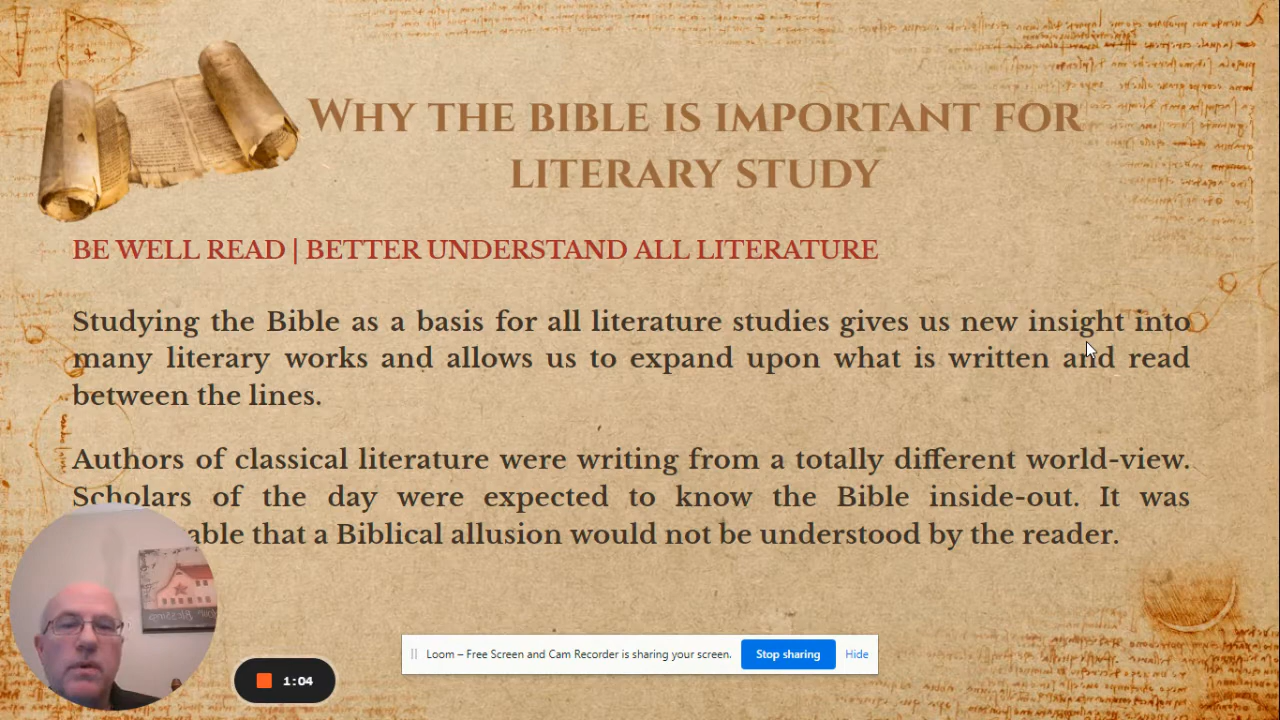 WHY THE BIBLE IS IMPORTANT FOR
LITERARY STUDY
BE WELL READ | BETTER UNDERSTAND ALL LITERATURE
Studying the Bible as a basis for all literature studies gives us new insight into
many literary works and allows us to expand upon what is written and read
between the lines.
Authors of classical literature were writing from a totally different world-view.
Scholars of the day were expected to know the Bible inside-out. It was
that a Biblical allusion would not be understood by the reader.
Loom – Free Screen and Cam Recorder is sharing your screen.
Stop sharing
Hide
1:04